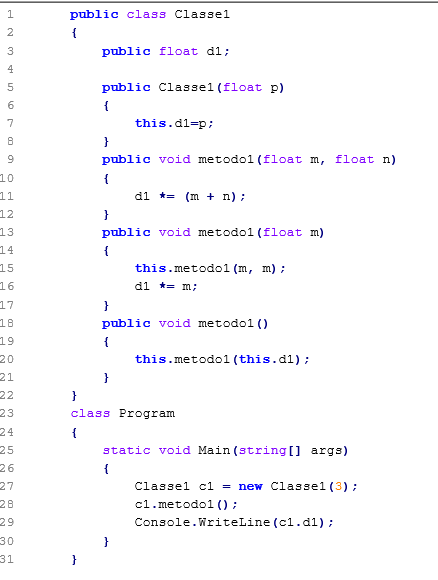 1 public class Classe1
2 {
3 public float d1;
4
5 public Classe1(float p)
6 {
7 this.d1=p;
8 }
9 public void metodo1(float m, float n)
10 {
11 d1 *= (m + n);
12 }
13 public void metodo1(float m)
14 {
15 this.metodo1(m, m);
16 d1 *= m;
17 }
18 public void metodo1()
19 {
20 this.metodo1(this.d1);
21 }
22 }
23 class Program
24 {
25 static void Main(string[] args)
26 {
27 Classe1 c1 = new Classe1(3);
28 c1.metodo1();
29 Console.WriteLine(c1.d1);
30 }
31 }